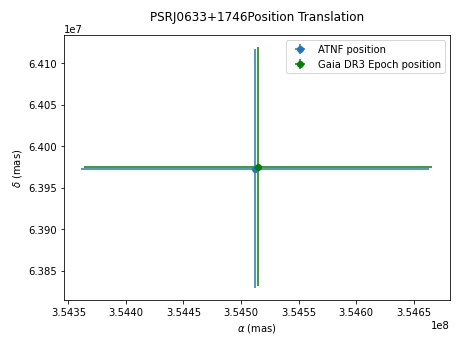 PSRJ0633+1746Position Translation
1e7
ATNF position
Gaia DR3 Epoch position
6.410
6.405
6.400
6.395
6.390
6.385
δ (mas)
3.5435 3.5440 3.5445 3.5450 3.5455 3.5460 3.5465
1e8
α (mas)